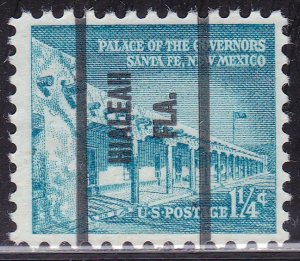 PALACE OF THE GOVERNORS
SANTA FE, NEW MEXICO
HIALEAH
FLA.
U.S. POSTAGE 1¼¢